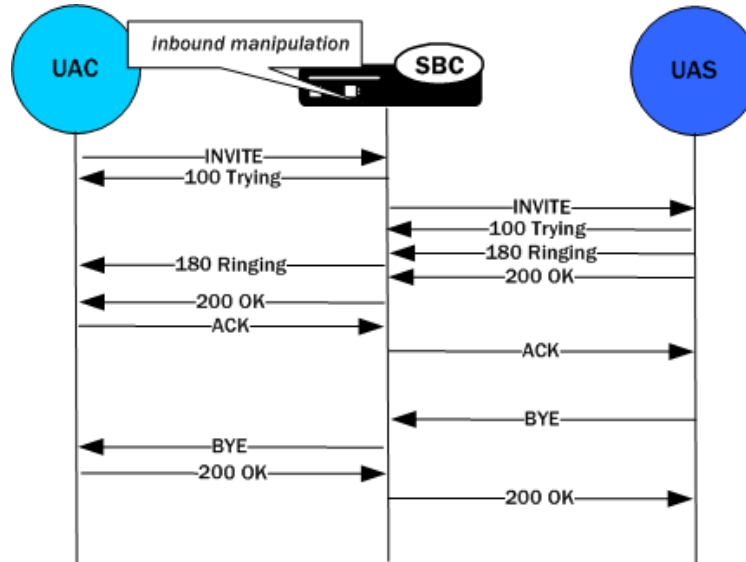 inbound manipulation
UAC
SBC
UAS
INVITE
100 Trying
INVITE
100 Trying
180 Ringing
180 Ringing
200 OK
200 OK
ACK
ACK
BYE
BYE
200 OK
200 OK